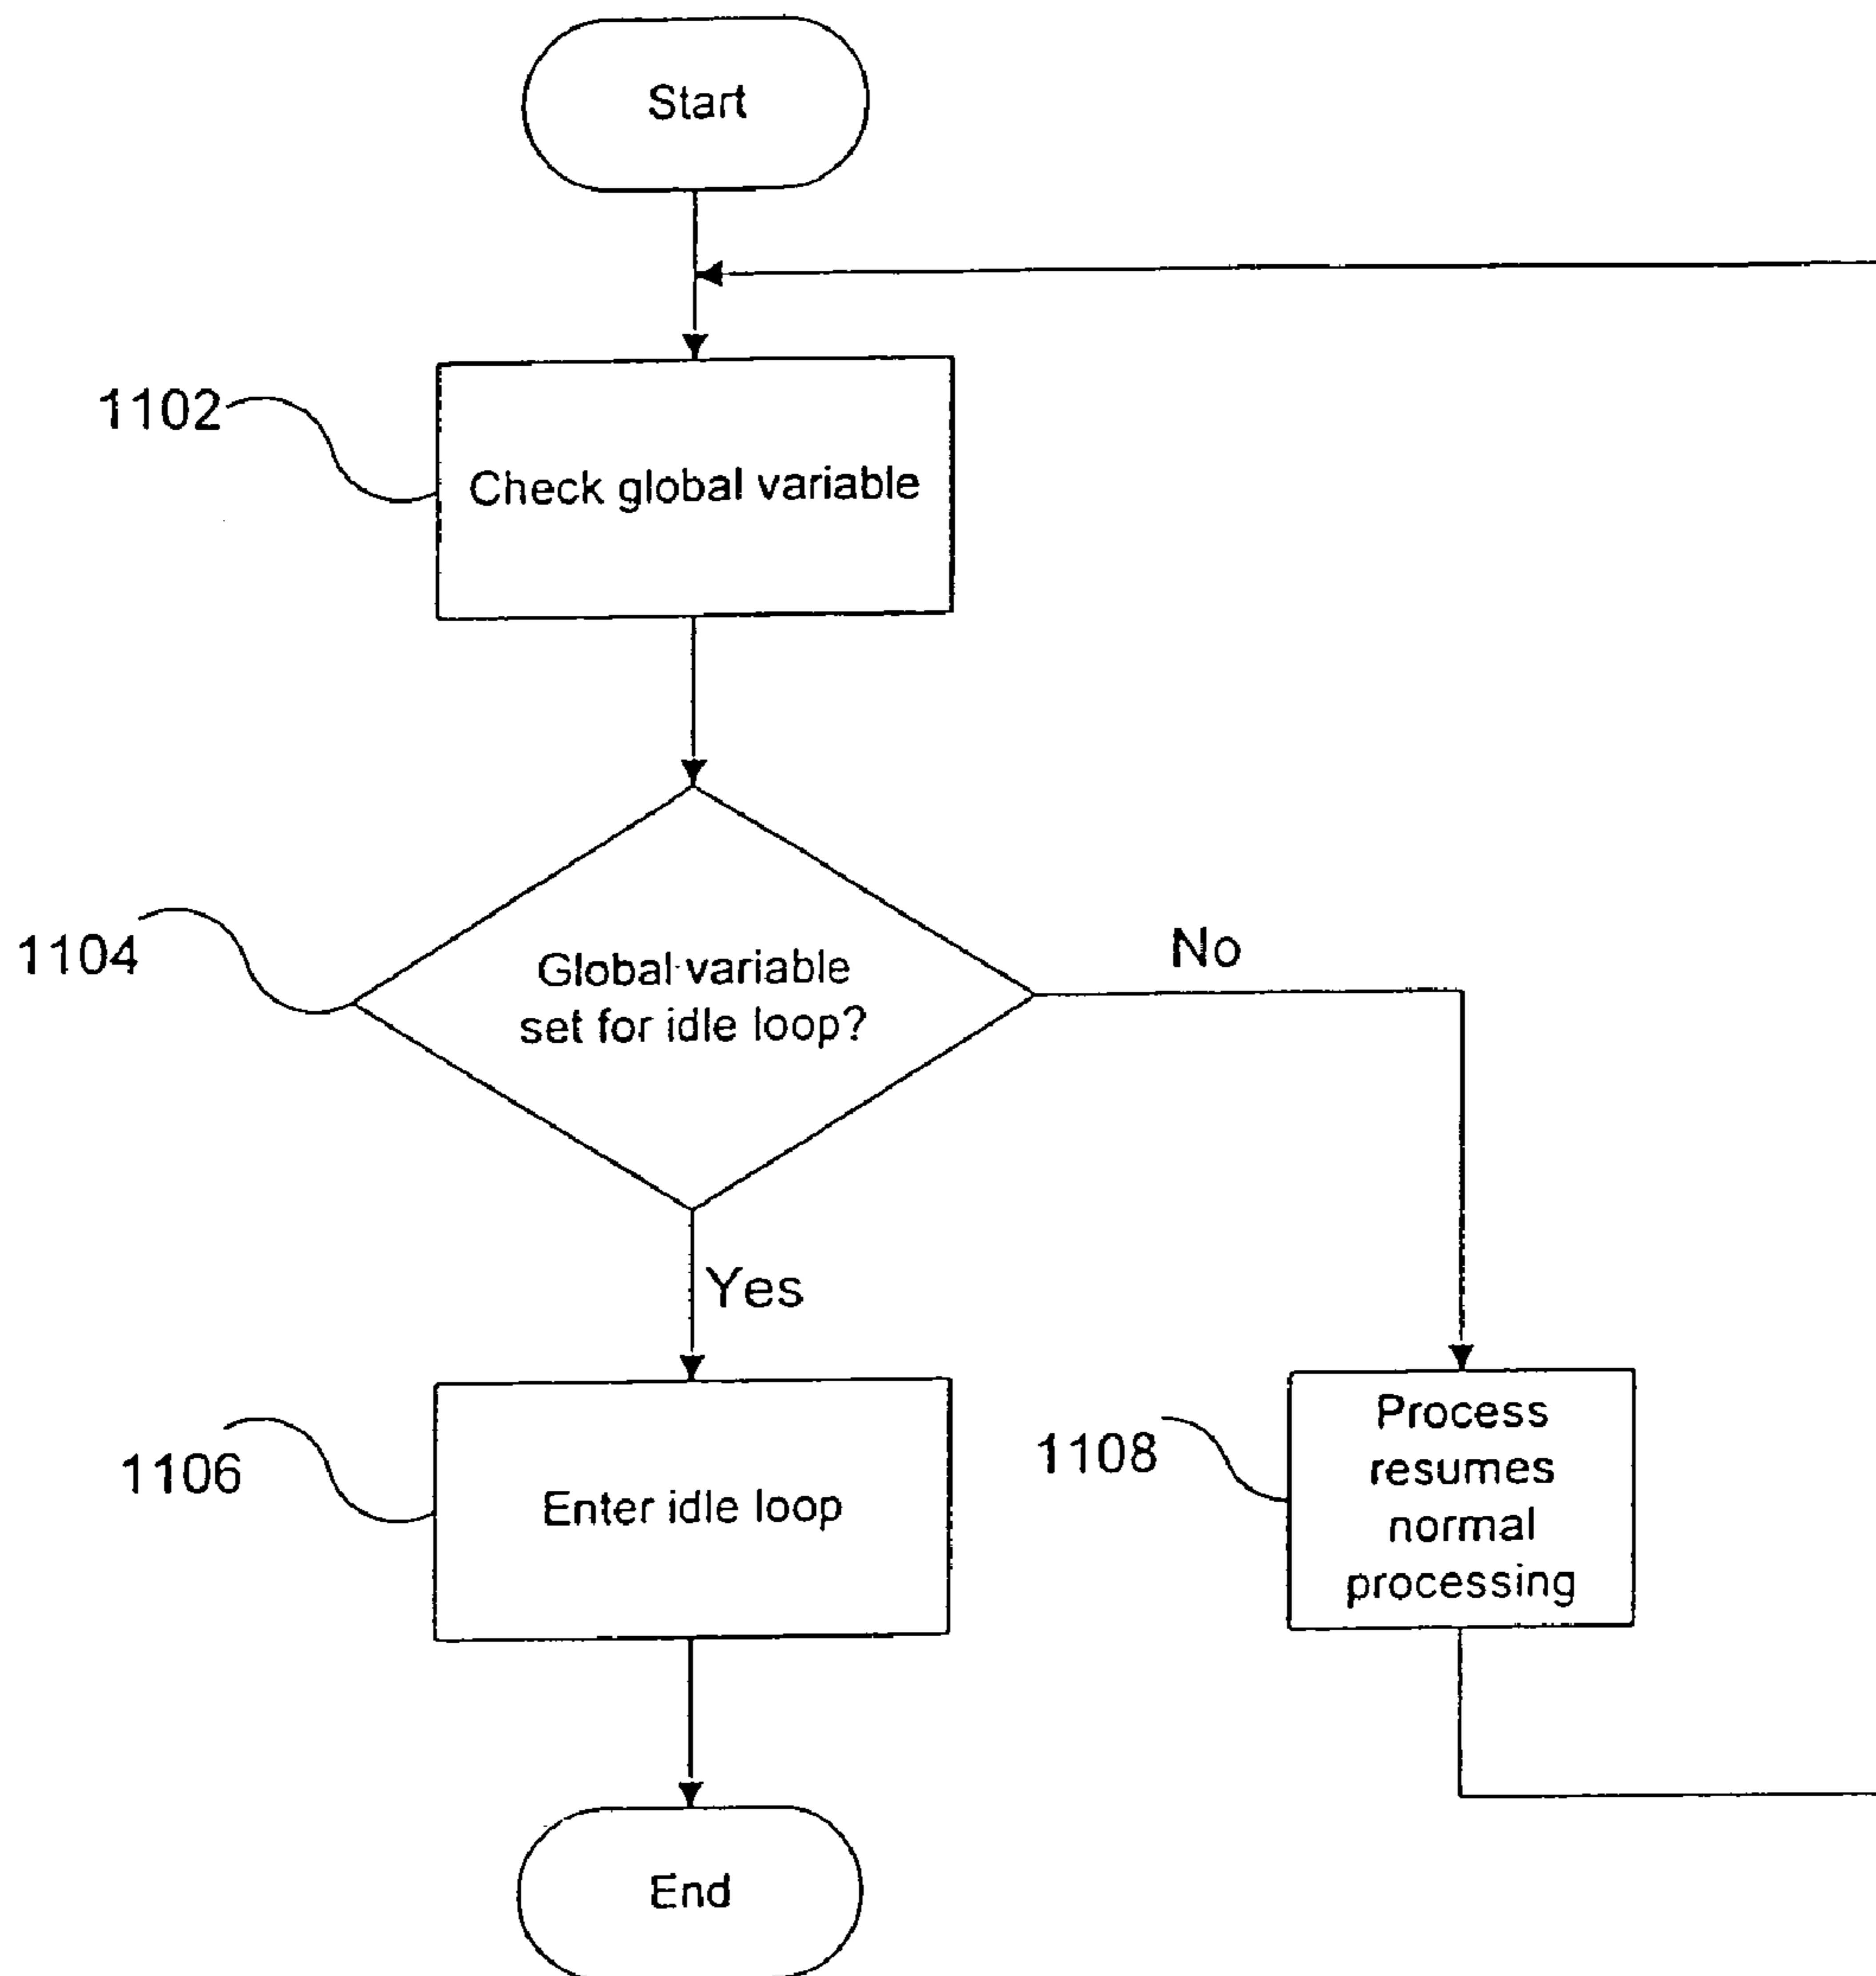 Start
1102
Check global variable
1104
Global variable
set for idle loop?
No
Yes
1106
Enter idle loop
1108
Process
resumes
normal
processing
End